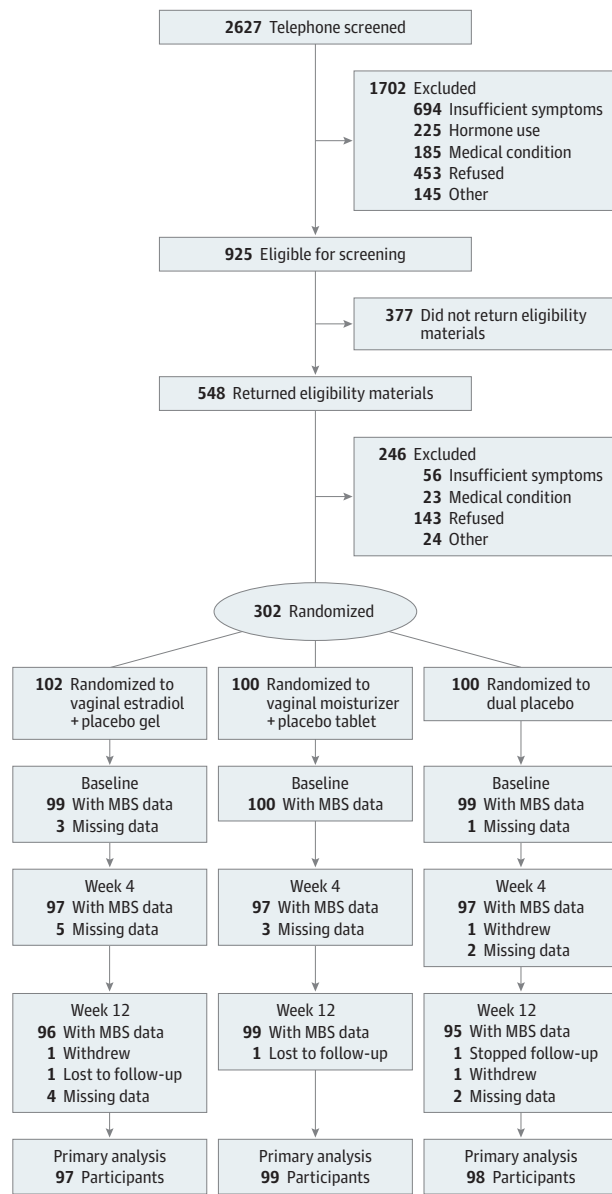 2627 Telephone screened
1702 Excluded
694 Insufficient symptoms
225 Hormone use
185 Medical condition
453 Refused
145 Other
925 Eligible for screening
377 Did not return eligibility
materials
548 Returned eligibility materials
246 Excluded
56 Insufficient symptoms
23 Medical condition
143 Refused
24 Other
302 Randomized
102 Randomized to
vaginal estradiol
+ placebo gel
100 Randomized to
vaginal moisturizer
+ placebo tablet
100 Randomized to
dual placebo
Baseline
99 With MBS data
3 Missing data
Baseline
100 With MBS data
Baseline
99 With MBS data
1 Missing data
Week 4
97 With MBS data
5 Missing data
Week 4
97 With MBS data
3 Missing data
Week 4
97 With MBS data
1 Withdrew
2 Missing data
Week 12
96 With MBS data
1 Withdrew
1 Lost to follow-up
4 Missing data
Week 12
99 With MBS data
1 Lost to follow-up
Week 12
95 With MBS data
1 Stopped follow-up
1 Withdrew
2 Missing data
Primary analysis
97 Participants
Primary analysis
99 Participants
Primary analysis
98 Participants